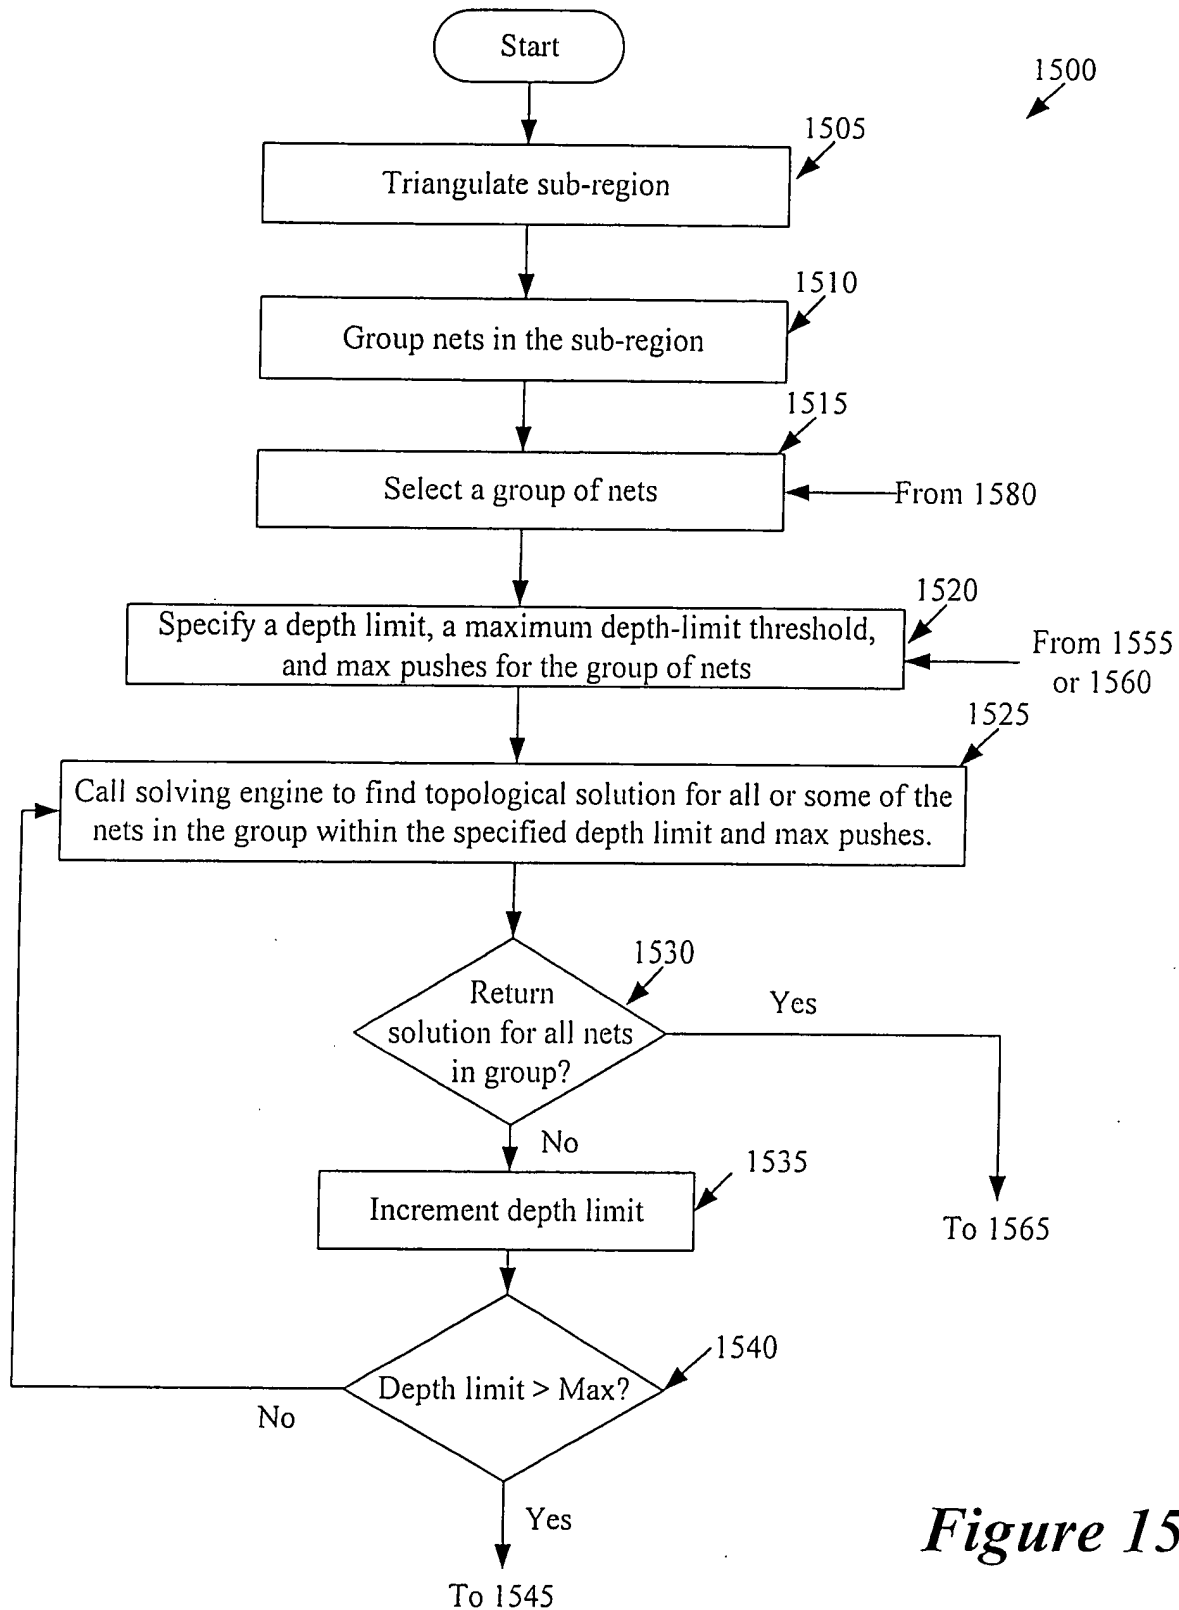 Start
1500
1505
Triangulate sub-region
1510
Group nets in the sub-region
1515
Select a group of nets
From 1580
1520
Specify a depth limit, a maximum depth-limit threshold,
and max pushes for the group of nets
From 1555
or 1560
1525
Call solving engine to find topological solution for all or some of the
nets in the group within the specified depth limit and max pushes.
1530
Return
solution for all nets
in group?
Yes
No
1535
Increment depth limit
To 1565
1540
Depth limit > Max?
No
Yes
To 1545
Figure 15